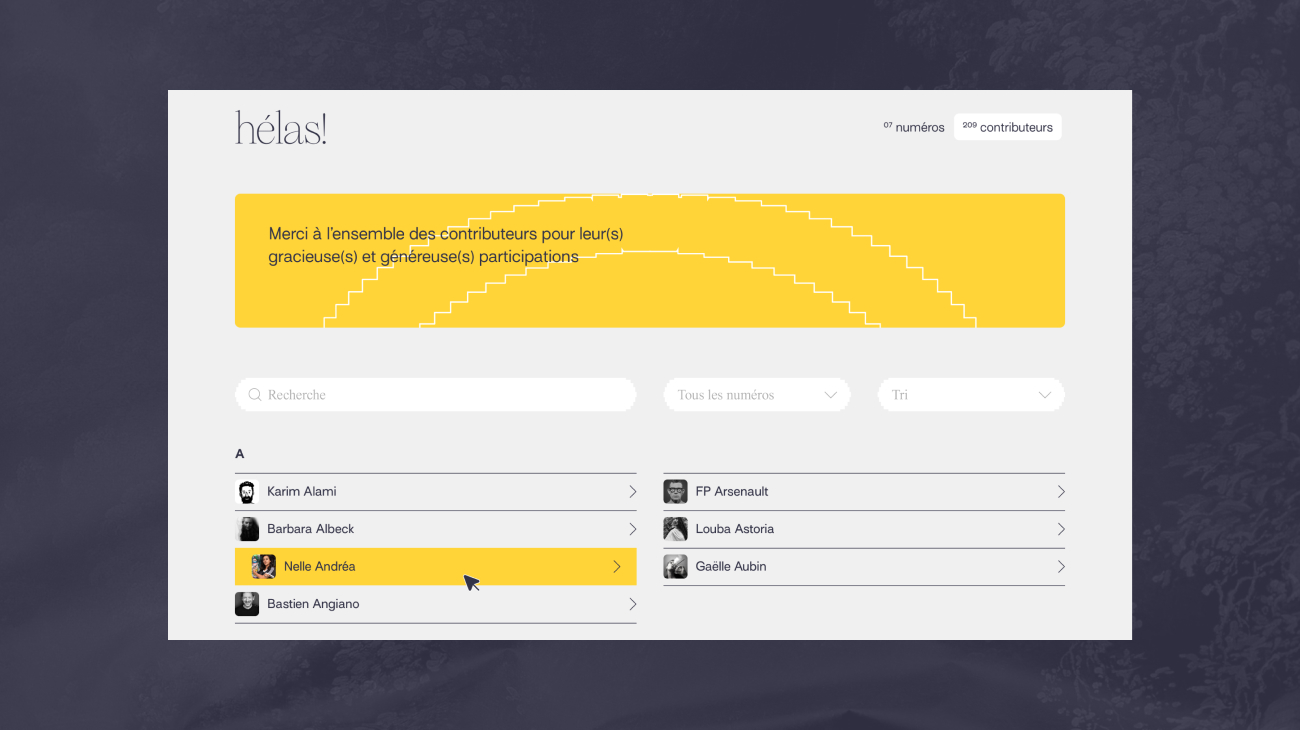 hélas!
07 numéros
209 contributeurs
Merci à l’ensemble des contributeurs pour leur(s)
gracieuse(s) et généreuse(s) participations
Recherche
Tous les numéros
Tri
A
Karim Alami
Barbara Albeck
Nelle Andréa
Bastien Angiano
FP Arsenault
Louba Astoria
Gaëlle Aubin